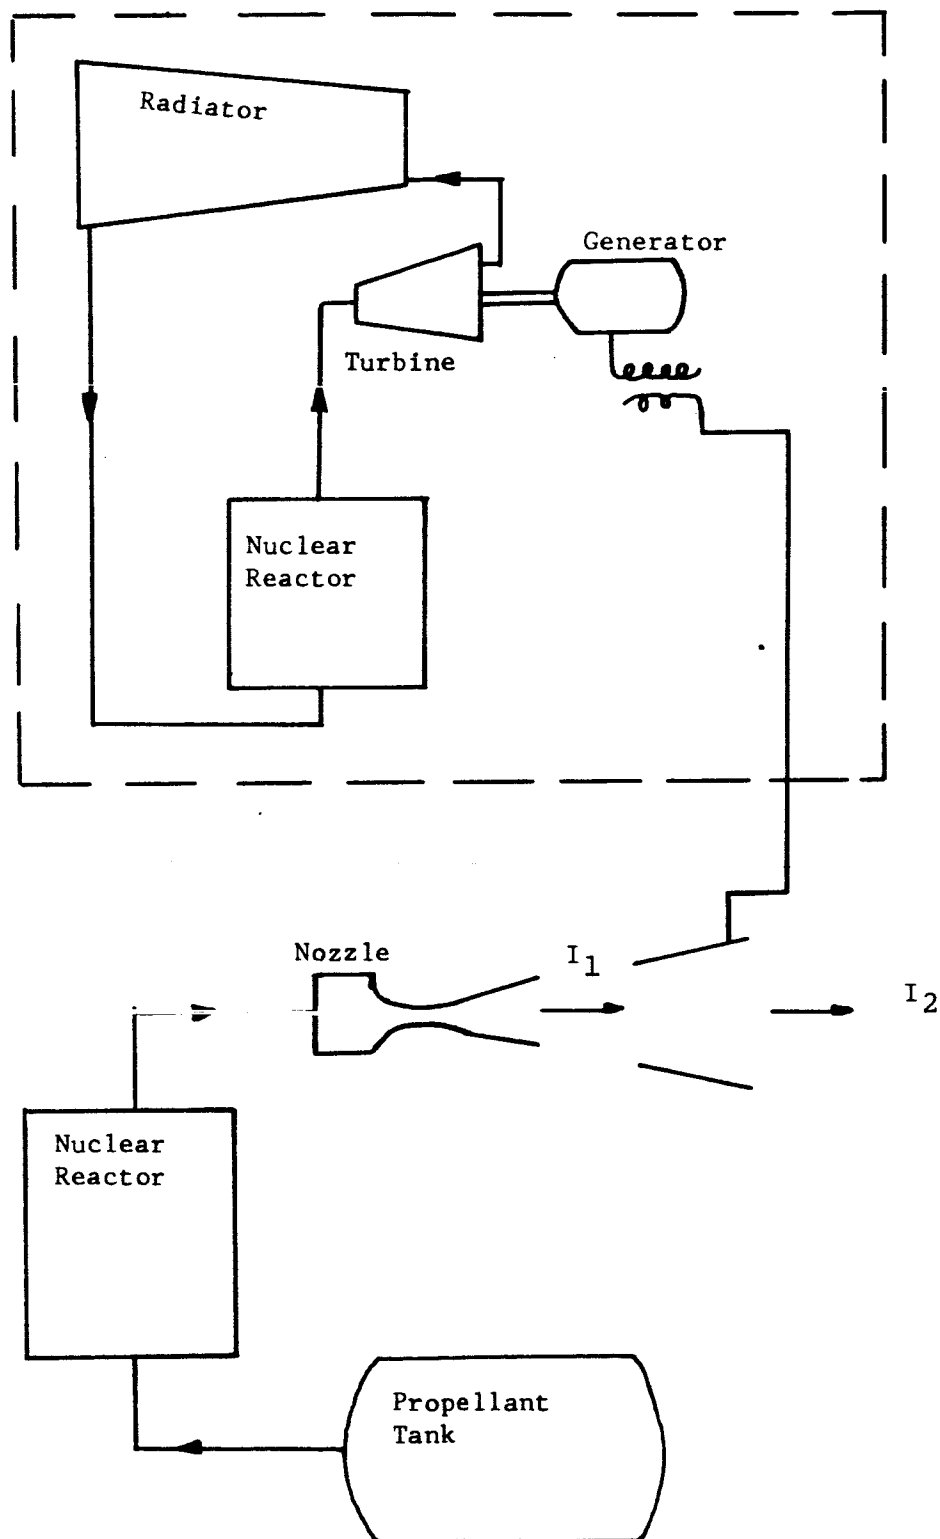 Radiator
Generator
Turbine
Nuclear
Reactor
Nozzle
I1
I2
Nuclear
Reactor
Propellant
Tank